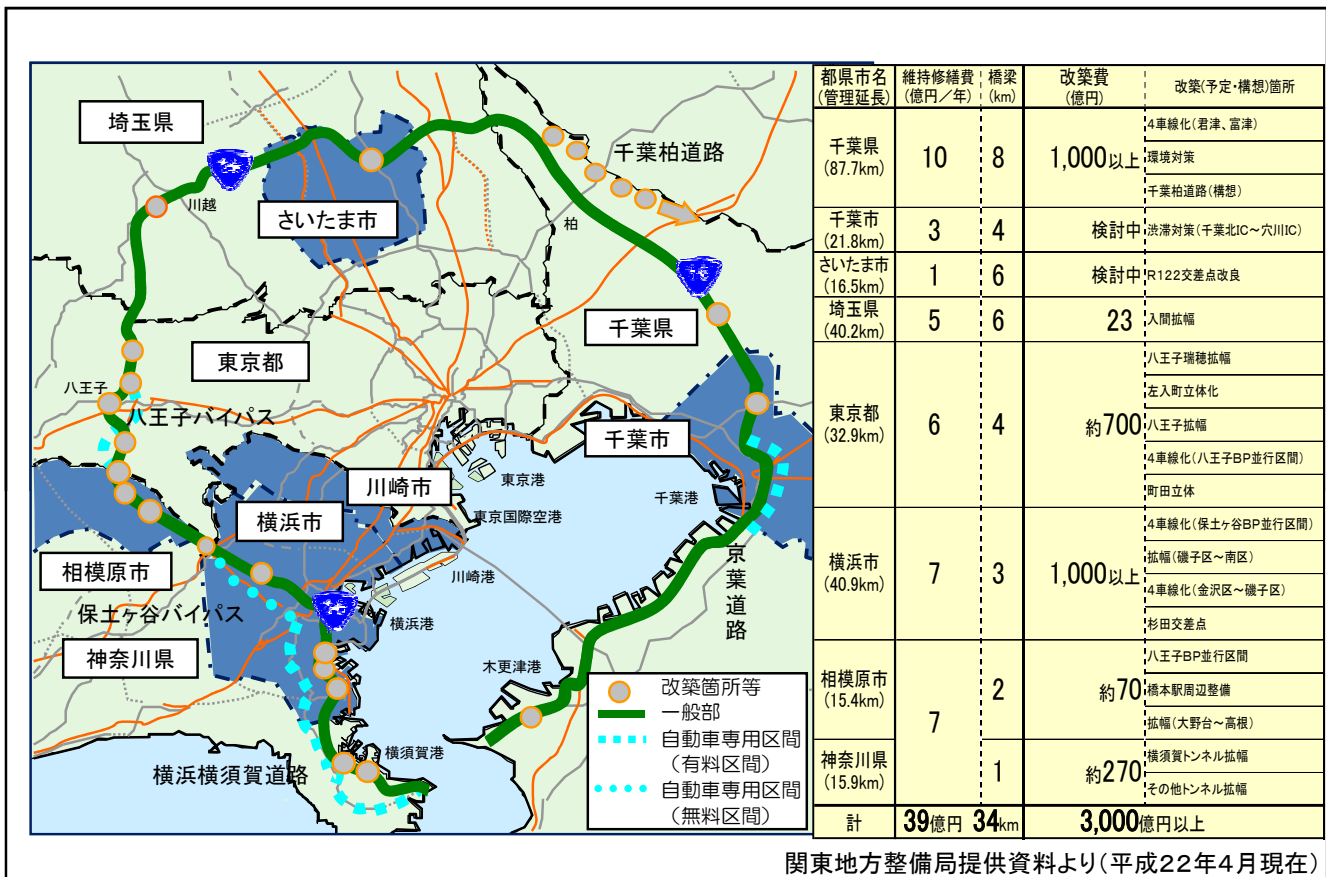 埼玉県
川越
さいたま市
千葉柏道路
柏
千葉県
東京都
八王子
八王子バイパス
千葉市
川崎市
東京港
東京国際空港
千葉港
横浜市
相模原市
川崎港
京葉道路
保土ヶ谷バイパス
横浜港
神奈川県
木更津港
横須賀港
横浜横須賀道路
改築箇所等
一般部
自動車専用区間
(有料区間)
自動車専用区間
(無料区間)
都県市名 維持修繕費 橋梁 改築費 改築(予定・構想)箇所
(管理延長) (億円/年) (km) (億円)
千葉県 10 8 1,000以上
(87.7km)
4車線化(君津、富津)
環境対策
千葉柏道路(構想)
千葉市 3 4 検討中 渋滞対策(千葉北IC~穴川IC)
(21.8km)
さいたま市 1 6 検討中 R122交差点改良
(16.5km)
埼玉県 5 6 23 入間拡幅
(40.2km)
東京都 6 4 約700
(32.9km)
八王子瑞穂拡幅
左入町立体化
八王子拡幅
4車線化(八王子BP並行区間)
町田立体
横浜市 7 3 1,000以上
(40.9km)
4車線化(保土ヶ谷BP並行区間)
拡幅(磯子区~南区)
4車線化(金沢区~磯子区)
杉田交差点
相模原市 7 2 約70
(15.4km)
八王子BP並行区間
橋本駅周辺整備
拡幅(大野台~高根)
神奈川県 1 約270
(15.9km)
横須賀トンネル拡幅
その他トンネル拡幅
計 39億円 34km 3,000億円以上
関東地方整備局提供資料より(平成22年4月現在)